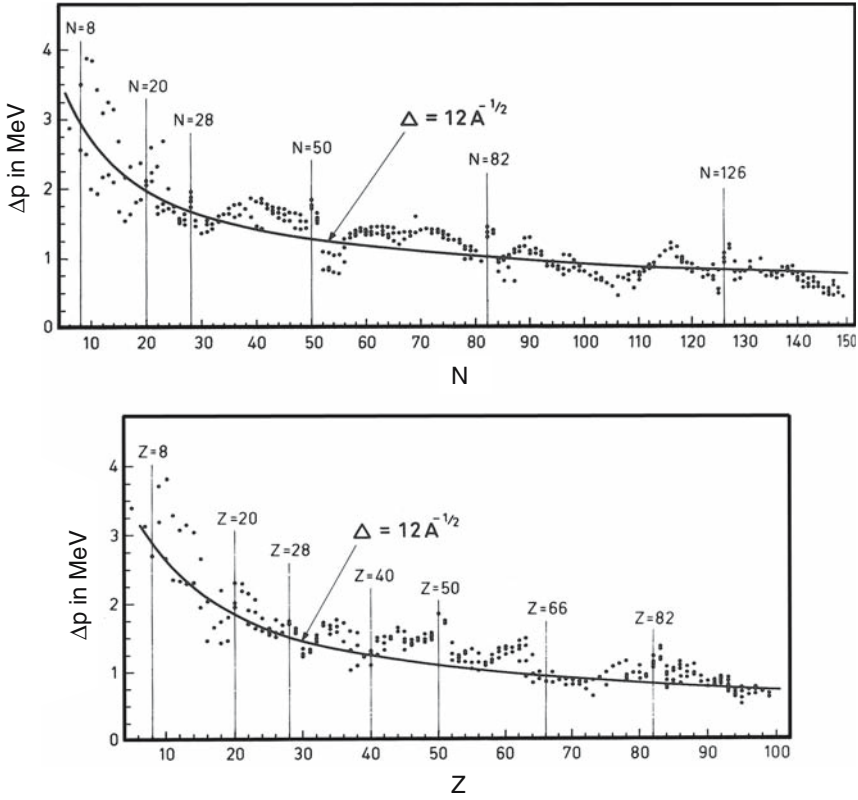 N=8
N=20
N=28
N=50
N=82
N=126
Δ = 12A^{-1/2}
Δp in MeV
4
3
2
1
0
10 20 30 40 50 60 70 80 90 100 110 120 130 140 150
N
Z=8
Z=20
Z=28
Z=40
Z=50
Z=66
Z=82
Δ = 12A^{-1/2}
Δp in MeV
4
3
2
1
0
10 20 30 40 50 60 70 80 90 100
Z